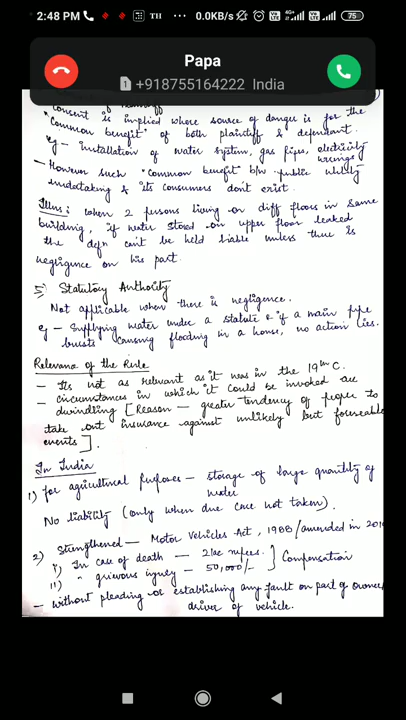 2:48 PM TH ... 0.0KB/s 4G+ 75
Papa
1 +918755164222 India
Consent is implied where source of danger is for the
"Common benefit" of both plaintiff & defendant.
eg - installation of water system, gas pipes, electricity
wirings
- However such "common benefit b/w public utility
undertaking & its consumers don't exist.
Illus: when 2 persons living on diff floors in same
building, if water stored on upper floor leaked
the defn can't be held liable unless there is
negligence on his part.
5) Statutory Authority
Not applicable when there is negligence.
eg - Supplying water under a statute & if a main pipe
bursts causing flooding in a house, no action lies.
Relevance of the Rule
- Its not as relevant as it was in the 19th C.
- circumstances in which it could be invoked are
dwindling [Reason - greater tendency of people to
take out insurance against unlikely but foreseeable
events].
In India
1) for agricultural purposes - storage of large quantity of
water
No liability (only when due care not taken).
2) Strengthened - Motor Vehicles Act, 1988/amended in
i) In case of death - 2 lac rupees.
ii) " grievous injury - 50,000/- ] Compensation
- without pleading or establishing any fault on part of owner/
driver of vehicle.